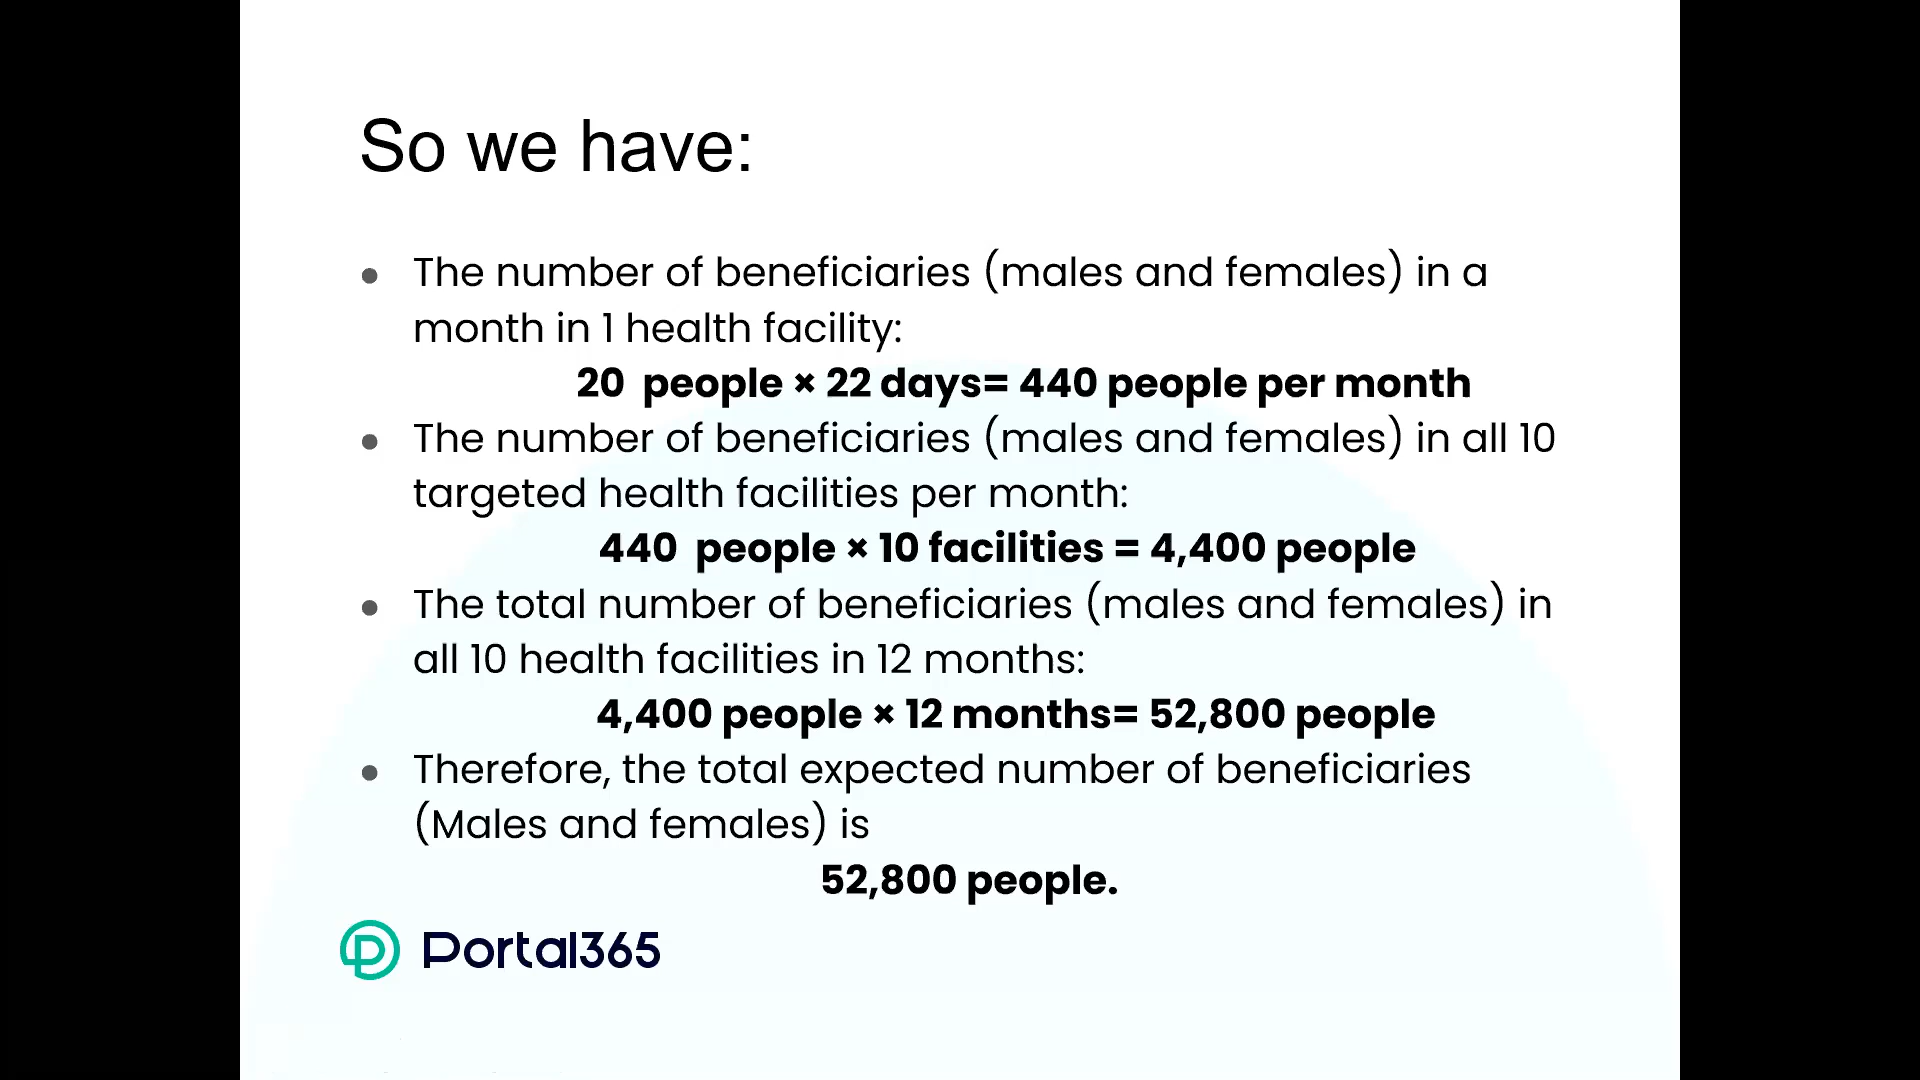 So we have:
● The number of beneficiaries (males and females) in a
month in 1 health facility:
20 people × 22 days= 440 people per month
● The number of beneficiaries (males and females) in all 10
targeted health facilities per month:
440 people × 10 facilities = 4,400 people
● The total number of beneficiaries (males and females) in
all 10 health facilities in 12 months:
4,400 people × 12 months= 52,800 people
● Therefore, the total expected number of beneficiaries
(Males and females) is
52,800 people.
Portal365